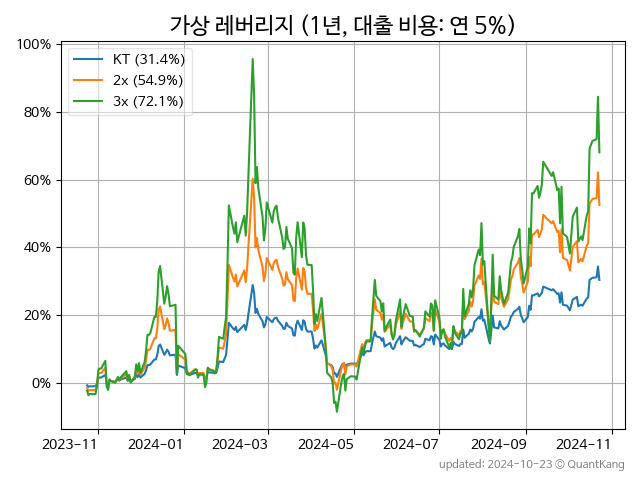 가상 레버리지 (1년, 대출 비용: 연 5%)
KT (31.4%)
2x (54.9%)
3x (72.1%)
100%
80%
60%
40%
20%
0%
2023-11
2024-01
2024-03
2024-05
2024-07
2024-09
2024-11
updated: 2024-10-23 © QuantKang